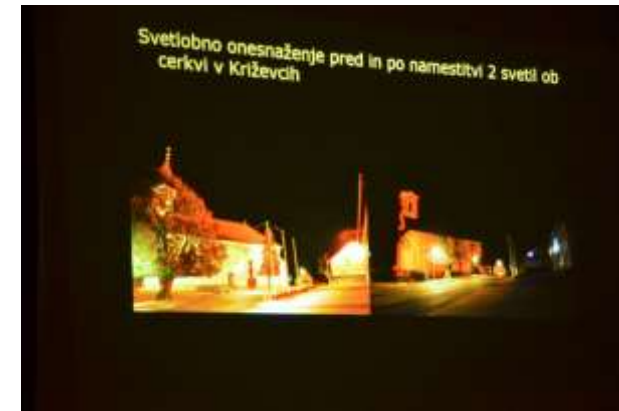 Svetlobno onesnaženje pred in po namestitvi 2 svetil ob
cerkvi v Križevcih